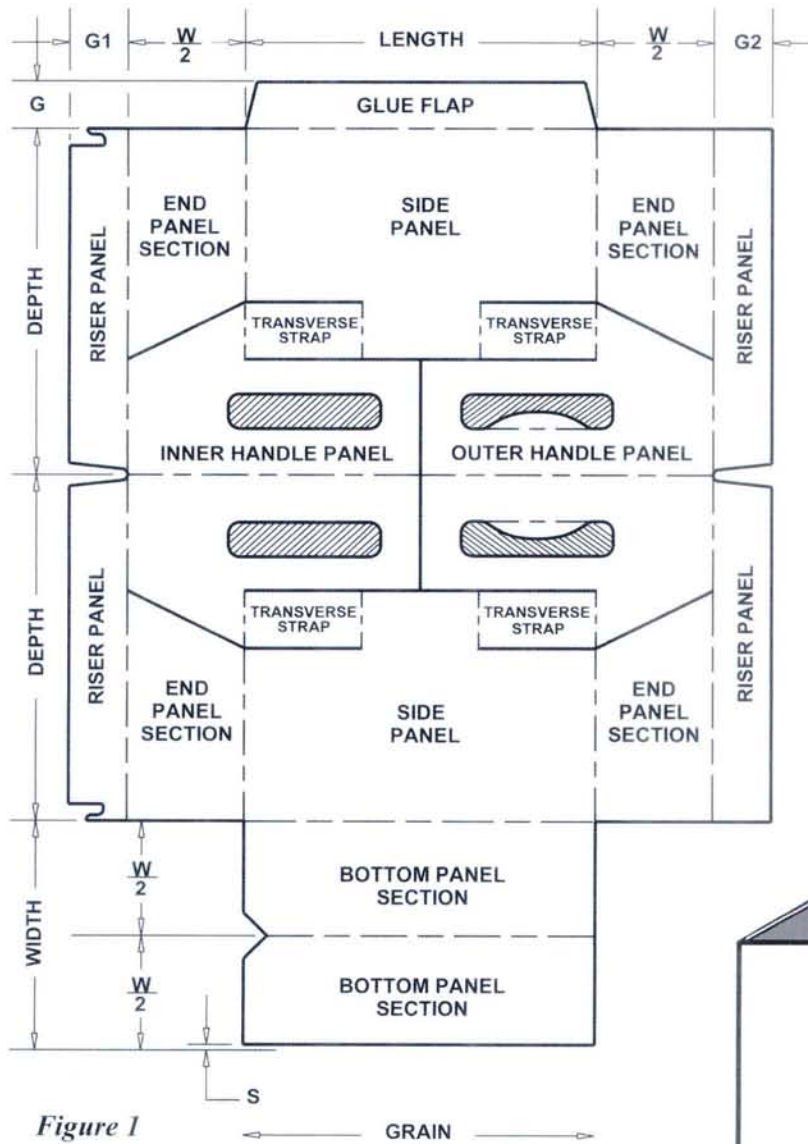 G1
W
2
LENGTH
W
2
G2
G
GLUE FLAP
DEPTH
RISER PANEL
END
PANEL
SECTION
SIDE
PANEL
END
PANEL
SECTION
RISER PANEL
TRANSVERSE
STRAP
TRANSVERSE
STRAP
INNER HANDLE PANEL
OUTER HANDLE PANEL
DEPTH
RISER PANEL
TRANSVERSE
STRAP
TRANSVERSE
STRAP
END
PANEL
SECTION
SIDE
PANEL
END
PANEL
SECTION
RISER PANEL
WIDTH
W
2
BOTTOM PANEL
SECTION
W
2
BOTTOM PANEL
SECTION
S
Figure 1
GRAIN